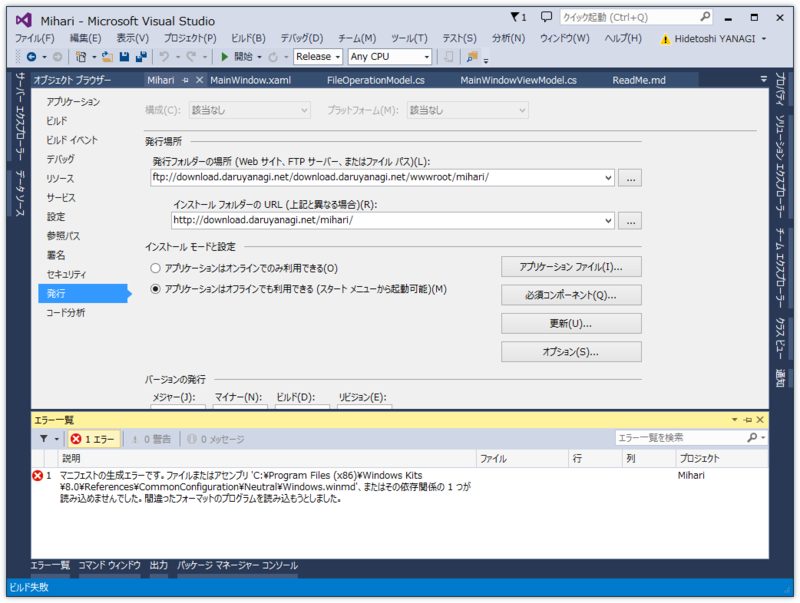 Mihari - Microsoft Visual Studio
1
クイック起動 (Ctrl+Q)
ファイル(F) 編集(E) 表示(V) プロジェクト(P) ビルド(B) デバッグ(D) チーム(M) ツール(T) テスト(S) 分析(N) ウィンドウ(W) ヘルプ(H) Hidetoshi YANAGI
開始 Release Any CPU
サーバー エクスプローラー
データ ソース
オブジェクト ブラウザー Mihari MainWindow.xaml FileOperationModel.cs MainWindowViewModel.cs ReadMe.md
プロパティ
ソリューション エクスプローラー
チーム エクスプローラー
クラス ビュー
通知
アプリケーション
ビルド
ビルド イベント
デバッグ
リソース
サービス
設定
参照パス
署名
セキュリティ
発行
コード分析
構成(C): 該当なし プラットフォーム(M): 該当なし
発行場所
発行フォルダーの場所 (Web サイト、FTP サーバー、またはファイル パス)(L):
ftp://download.daruyanagi.net/download.daruyanagi.net/wwwroot/mihari/ ...
インストール フォルダーの URL (上記と異なる場合)(R):
http://download.daruyanagi.net/mihari/ ...
インストール モードと設定
アプリケーションはオンラインでのみ利用できる(O)
アプリケーションはオフラインでも利用できる (スタート メニューから起動可能)(M)
アプリケーション ファイル(I)...
必須コンポーネント(Q)...
更新(U)...
オプション(S)...
バージョンの発行
メジャー(J): マイナー(N): ビルド(D): リビジョン(E):
エラー一覧
1 エラー 0 警告 0 メッセージ エラー一覧を検索
説明 ファイル 行 列 プロジェクト
1 マニフェストの生成エラーです。ファイルまたはアセンブリ 'C:¥Program Files (x86)¥Windows Kits Mihari
¥8.0¥References¥CommonConfiguration¥Neutral¥Windows.winmd'、またはその依存関係の 1 つが
読み込めませんでした。間違ったフォーマットのプログラムを読み込もうとしました。
エラー一覧 コマンド ウィンドウ 出力 パッケージ マネージャー コンソール
ビルド失敗